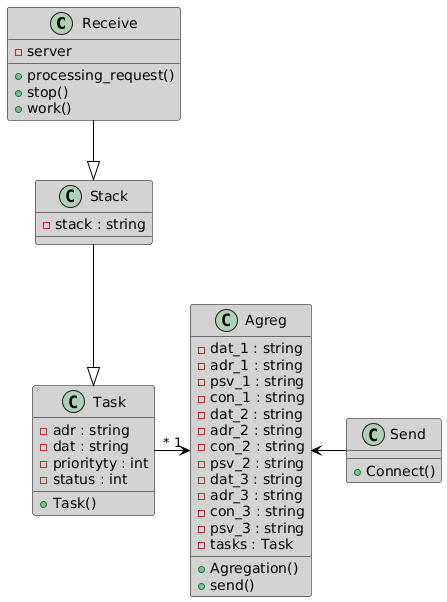 C Receive
server
processing_request()
stop()
work()
C Stack
stack : string
C Agreg
dat_1 : string
adr_1 : string
psv_1 : string
con_1 : string
dat_2 : string
adr_2 : string
con_2 : string
psv_2 : string
dat_3 : string
adr_3 : string
con_3 : string
psv_3 : string
tasks : Task
Agregation()
send()
C Task
adr : string
dat : string
priorityty : int
status : int
Task()
* 1
C Send
Connect()